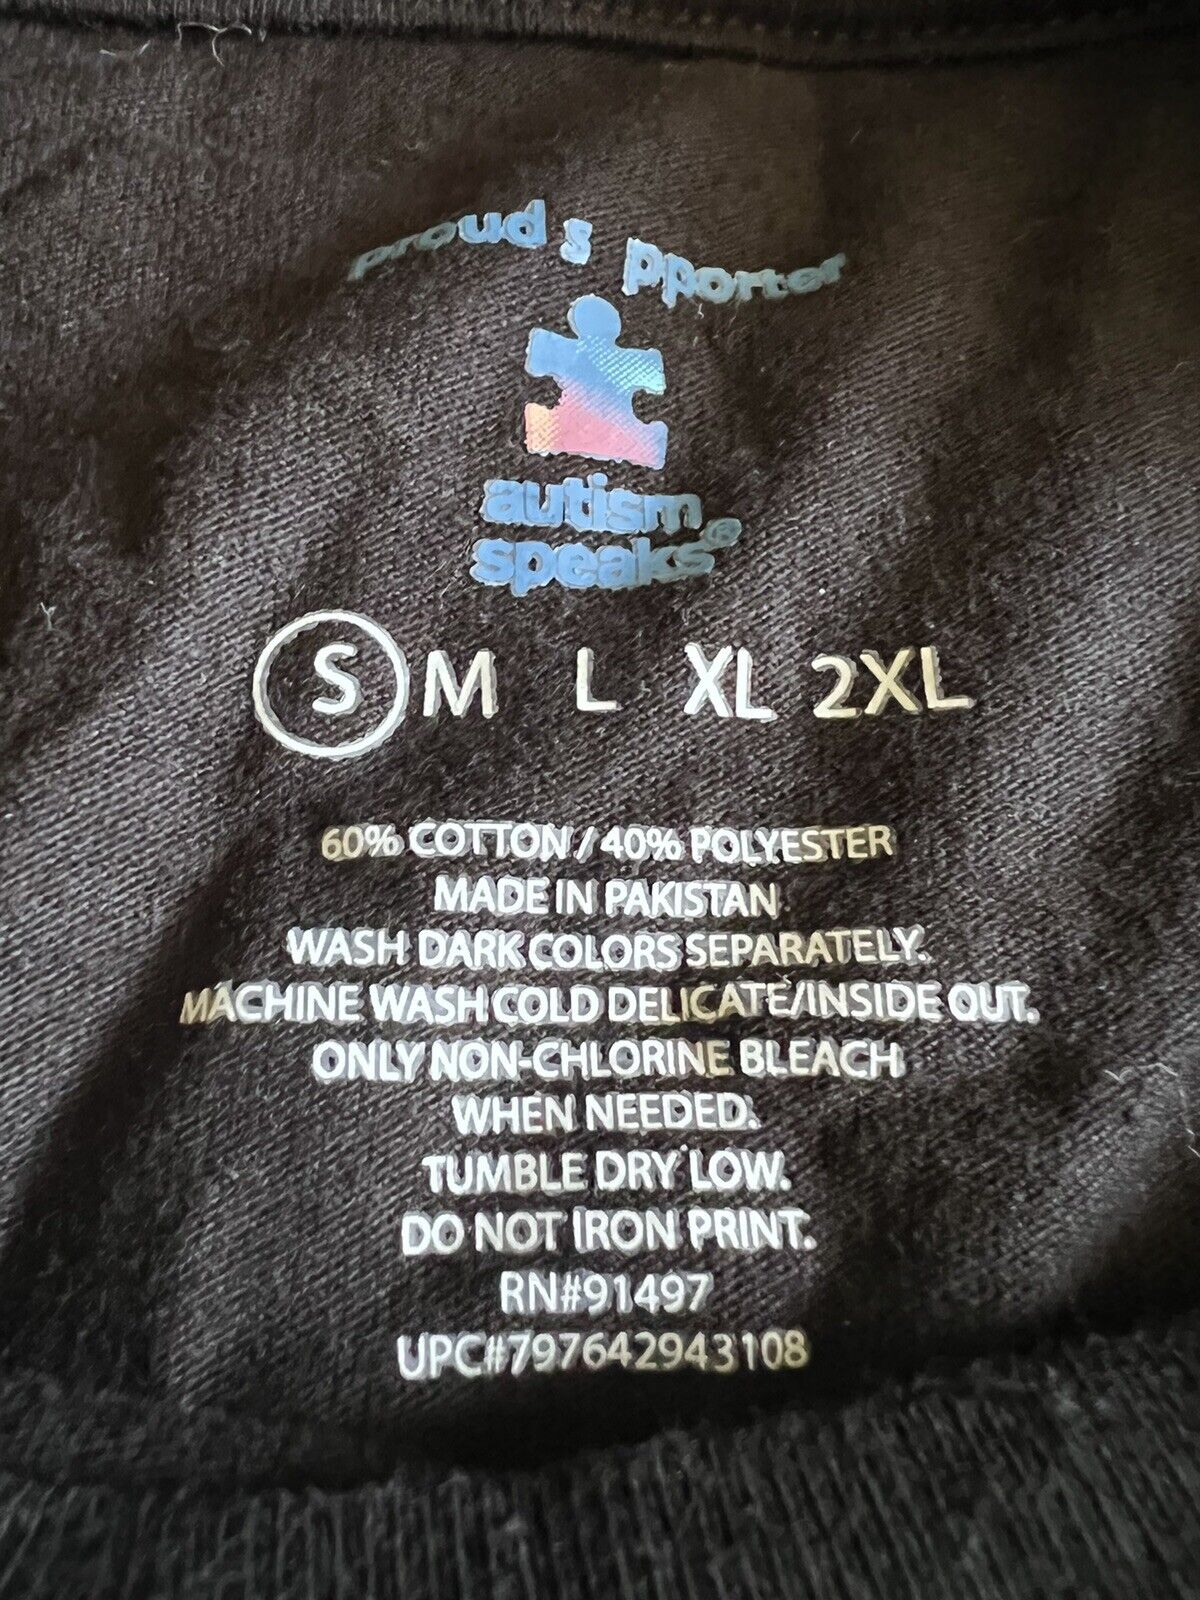 proud s pporter
autism
speaks®
S M L XL 2XL
60% COTTON / 40% POLYESTER
MADE IN PAKISTAN
WASH DARK COLORS SEPARATELY.
MACHINE WASH COLD DELICATE/INSIDE OUT.
ONLY NON-CHLORINE BLEACH
WHEN NEEDED.
TUMBLE DRY LOW.
DO NOT IRON PRINT.
RN#91497
UPC#797642943108